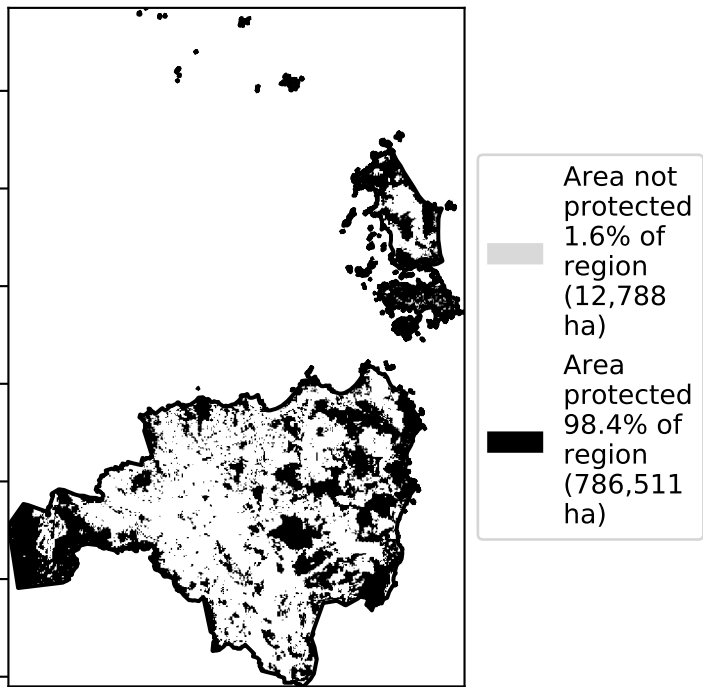 Area not
protected
1.6% of
region
(12,788
ha)
Area
protected
98.4% of
region
(786,511
ha)